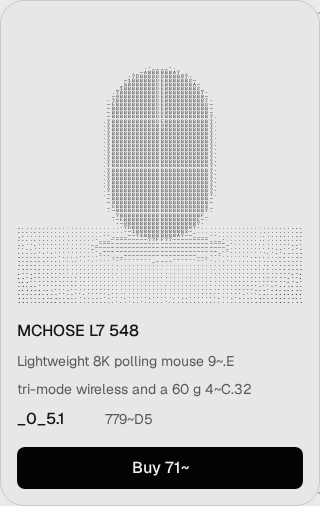 MCHOSE L7 548
Lightweight 8K polling mouse 9~.E
tri-mode wireless and a 60 g 4~C.32
_0_5.1 779~D5
Buy 71~